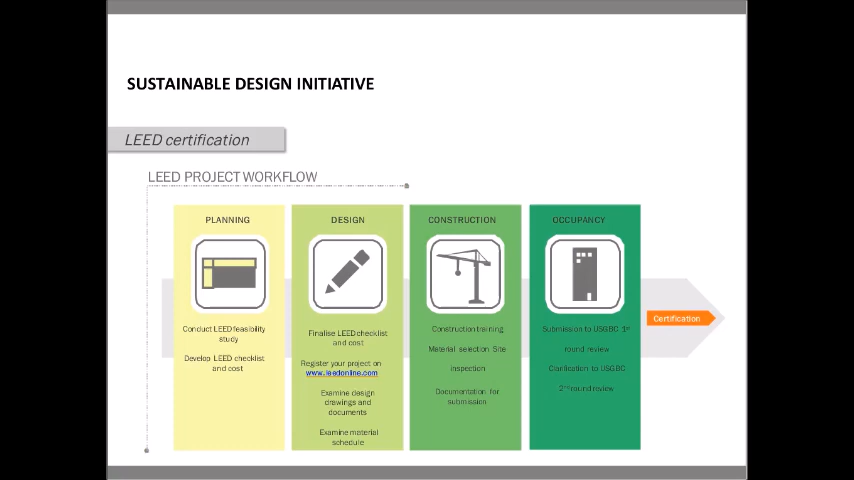 SUSTAINABLE DESIGN INITIATIVE
LEED certification
LEED PROJECT WORKFLOW
PLANNING
Conduct LEED feasibility
study
Develop LEED checklist
and cost
DESIGN
Finalise LEED checklist
and cost
Register your project on
www.leedonline.com
Examine design
drawings and
documents
Examine material
schedule
CONSTRUCTION
Construction training
Material selection Site
inspection
Documentation for
submission
OCCUPANCY
Submission to USGBC 1st
round review
Clarification to USGBC
2nd round review
Certification